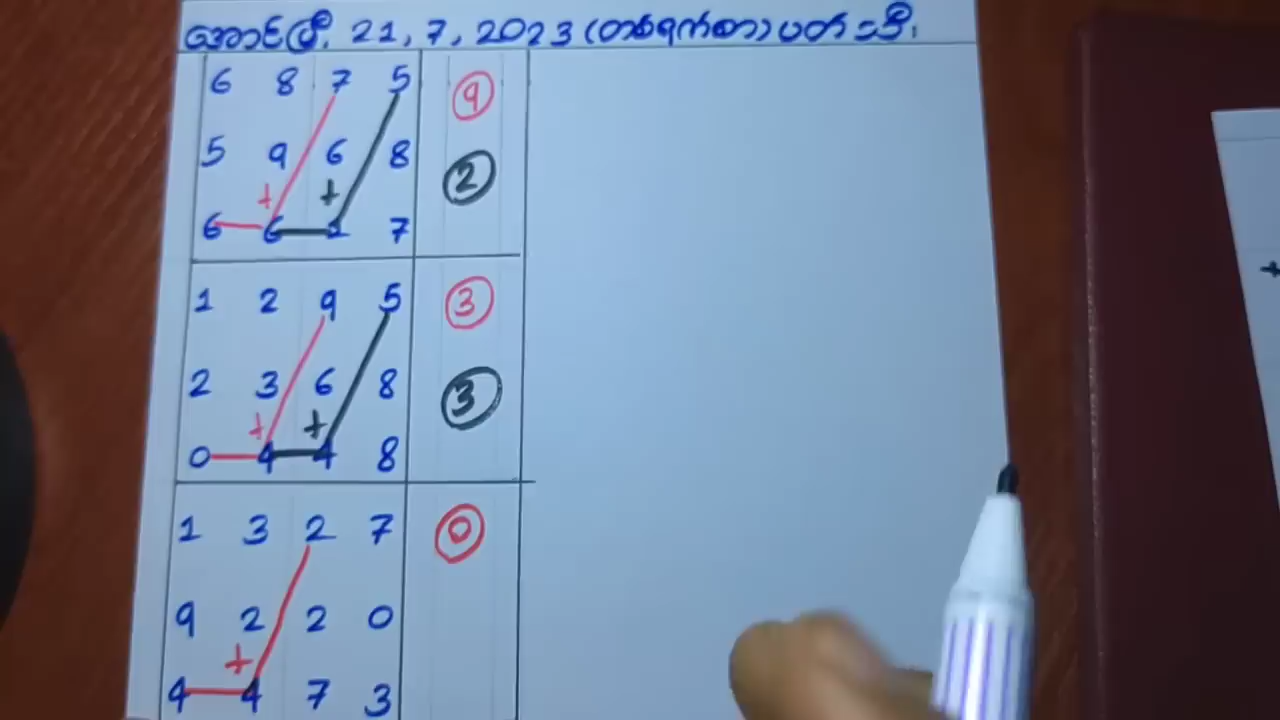 21, 7, 2023
6 8 7 5 9
5 9 6 8
+ + 2
6 6 1 7
1 2 9 5 3
2 3 6 8 3
+ +
0 4 4 8
1 3 2 7 0
9 2 2 0
+
4 4 7 3
+